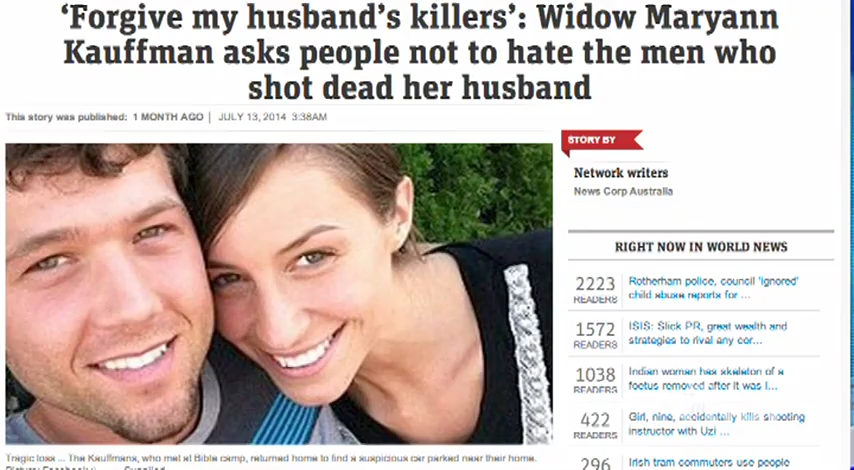 ‘Forgive my husband’s killers’: Widow Maryann
Kauffman asks people not to hate the men who
shot dead her husband
This story was published: 1 MONTH AGO | JULY 13, 2014 3:38AM
STORY BY
Network writers
News Corp Australia
RIGHT NOW IN WORLD NEWS
2223 READERS
Rotherham police, council 'ignored'
child abuse reports for ...
1572 READERS
ISIS: Slick PR, great wealth and
strategies to rival any cor...
1038 READERS
Indian woman has skeleton of a
foetus removed after it was l...
422 READERS
Girl, nine, accidentally kills shooting
instructor with Uzi ...
296
Irish tram commuters use people
Tragic loss ... The Kauffmans, who met at Bible camp, returned home to find a suspicious car parked near their home.